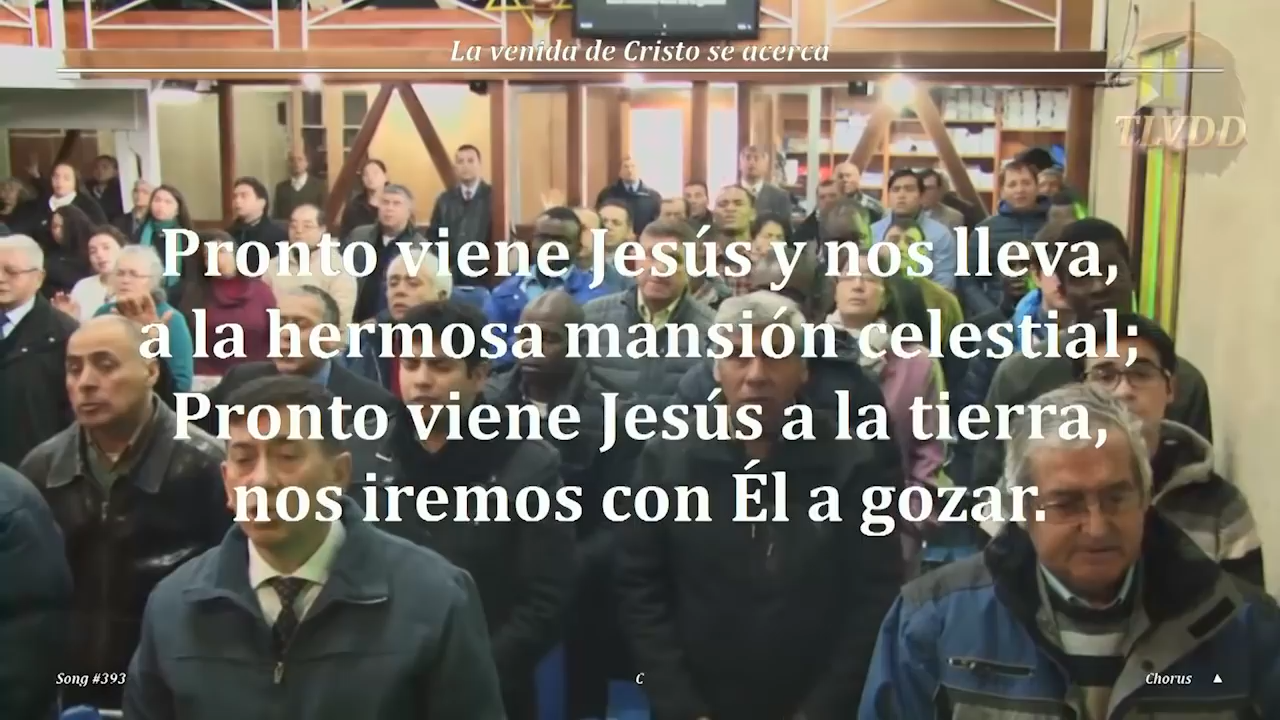 La venida de Cristo se acerca
TLVDD
Pronto viene Jesús y nos lleva,
a la hermosa mansión celestial;
Pronto viene Jesús a la tierra,
nos iremos con Él a gozar.
Song #393
C
Chorus ▲